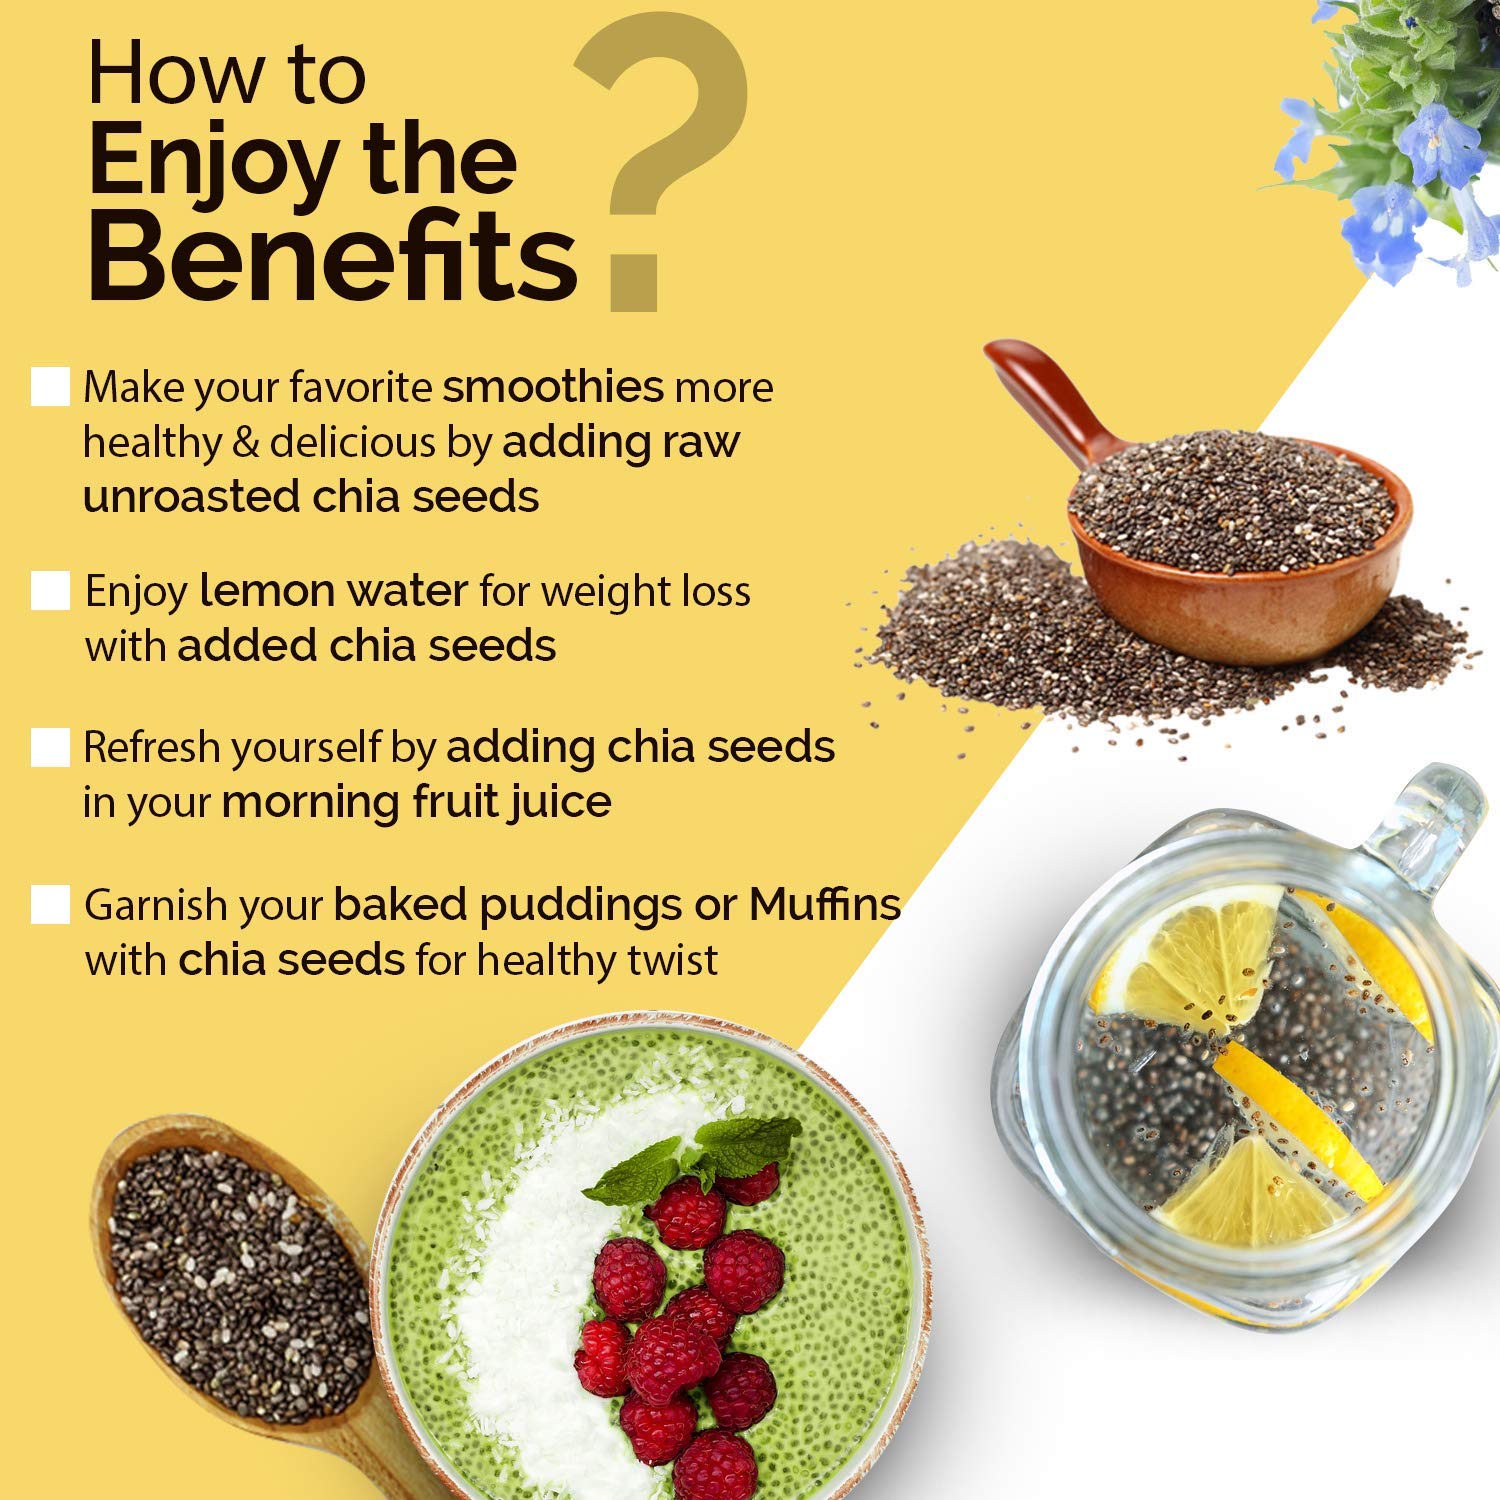 How to
Enjoy the
Benefits?
Make your favorite smoothies more
healthy & delicious by adding raw
unroasted chia seeds
Enjoy lemon water for weight loss
with added chia seeds
Refresh yourself by adding chia seeds
in your morning fruit juice
Garnish your baked puddings or Muffins
with chia seeds for healthy twist